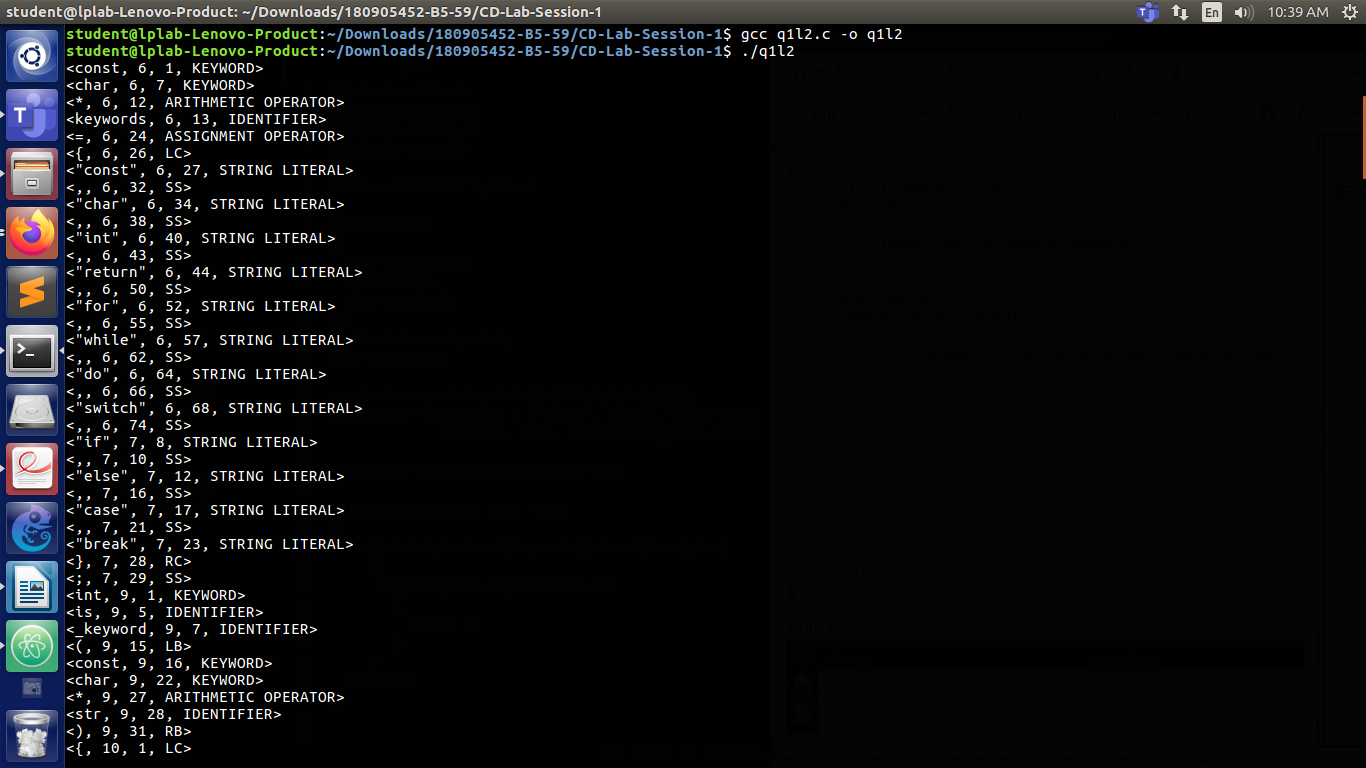 student@lplab-Lenovo-Product: ~/Downloads/180905452-B5-59/CD-Lab-Session-1
En
10:39 AM
student@lplab-Lenovo-Product:~/Downloads/180905452-B5-59/CD-Lab-Session-1$ gcc q1l2.c -o q1l2
student@lplab-Lenovo-Product:~/Downloads/180905452-B5-59/CD-Lab-Session-1$ ./q1l2
<const, 6, 1, KEYWORD>
<char, 6, 7, KEYWORD>
<*, 6, 12, ARITHMETIC OPERATOR>
<keywords, 6, 13, IDENTIFIER>
<=, 6, 24, ASSIGNMENT OPERATOR>
<{, 6, 26, LC>
<"const", 6, 27, STRING LITERAL>
<,, 6, 32, SS>
<"char", 6, 34, STRING LITERAL>
<,, 6, 38, SS>
<"int", 6, 40, STRING LITERAL>
<,, 6, 43, SS>
<"return", 6, 44, STRING LITERAL>
<,, 6, 50, SS>
<"for", 6, 52, STRING LITERAL>
<,, 6, 55, SS>
<"while", 6, 57, STRING LITERAL>
<,, 6, 62, SS>
<"do", 6, 64, STRING LITERAL>
<,, 6, 66, SS>
<"switch", 6, 68, STRING LITERAL>
<,, 6, 74, SS>
<"if", 7, 8, STRING LITERAL>
<,, 7, 10, SS>
<"else", 7, 12, STRING LITERAL>
<,, 7, 16, SS>
<"case", 7, 17, STRING LITERAL>
<,, 7, 21, SS>
<"break", 7, 23, STRING LITERAL>
<}, 7, 28, RC>
<;, 7, 29, SS>
<int, 9, 1, KEYWORD>
<is, 9, 5, IDENTIFIER>
<_keyword, 9, 7, IDENTIFIER>
<(, 9, 15, LB>
<const, 9, 16, KEYWORD>
<char, 9, 22, KEYWORD>
<*, 9, 27, ARITHMETIC OPERATOR>
<str, 9, 28, IDENTIFIER>
<), 9, 31, RB>
<{, 10, 1, LC>